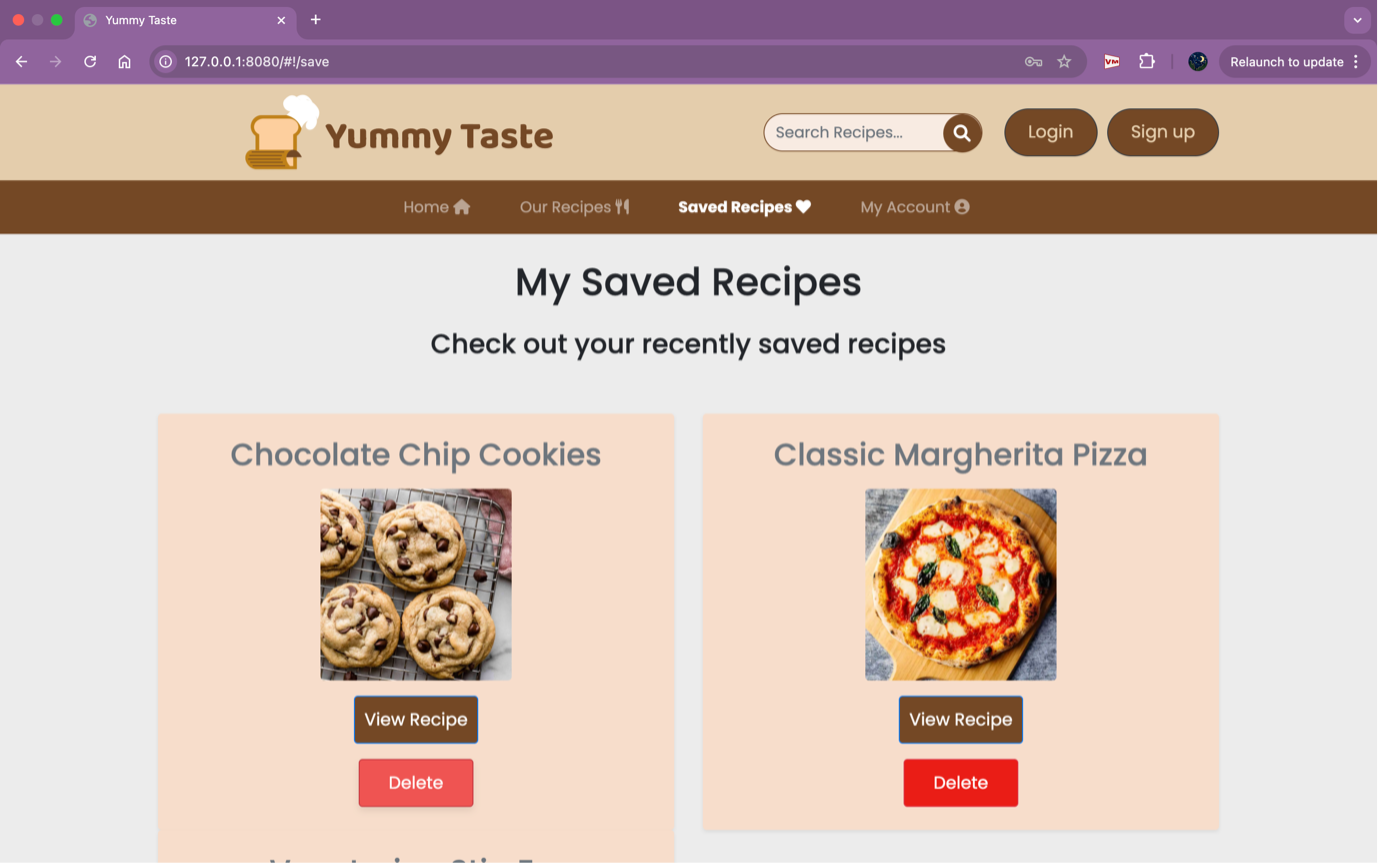 Yummy Taste
127.0.0.1:8080/#!/save
VM
Relaunch to update
Yummy Taste
Search Recipes...
Login
Sign up
Home
Our Recipes
Saved Recipes
My Account
My Saved Recipes
Check out your recently saved recipes
Chocolate Chip Cookies
Classic Margherita Pizza
View Recipe
View Recipe
Delete
Delete